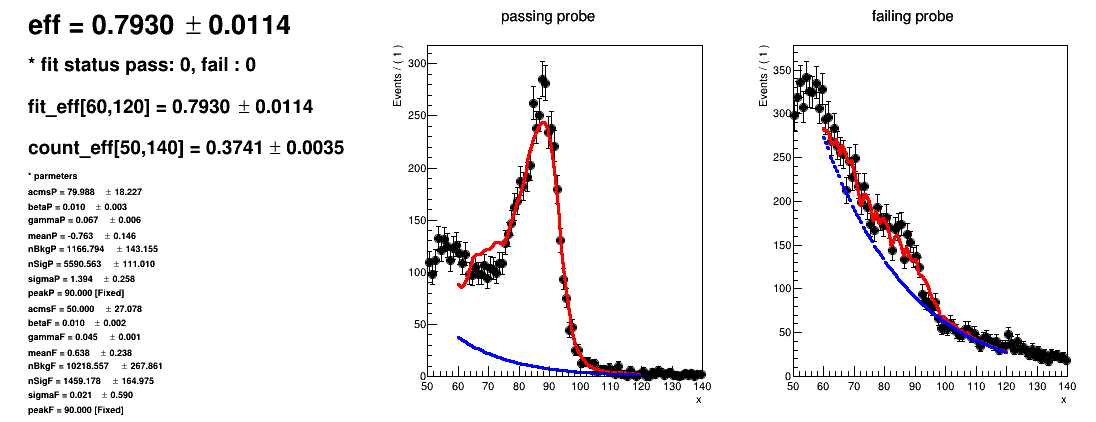 eff = 0.7930 ± 0.0114
* fit status pass: 0, fail : 0
fit_eff[60,120] = 0.7930 ± 0.0114
count_eff[50,140] = 0.3741 ± 0.0035
* parmeters
acmsP = 79.988 ± 18.227
betaP = 0.010 ± 0.003
gammaP = 0.067 ± 0.006
meanP = -0.763 ± 0.146
nBkgP = 1166.794 ± 143.155
nSigP = 5590.563 ± 111.010
sigmaP = 1.394 ± 0.258
peakP = 90.000 [Fixed]
acmsF = 50.000 ± 27.078
betaF = 0.010 ± 0.002
gammaF = 0.045 ± 0.001
meanF = 0.638 ± 0.238
nBkgF = 10218.557 ± 267.861
nSigF = 1459.178 ± 164.975
sigmaF = 0.021 ± 0.590
peakF = 90.000 [Fixed]
passing probe
Events / ( 1 )
300
250
200
150
100
50
0
50 60 70 80 90 100 110 120 130 140
x
failing probe
Events / ( 1 )
350
300
250
200
150
100
50
0
50 60 70 80 90 100 110 120 130 140
x